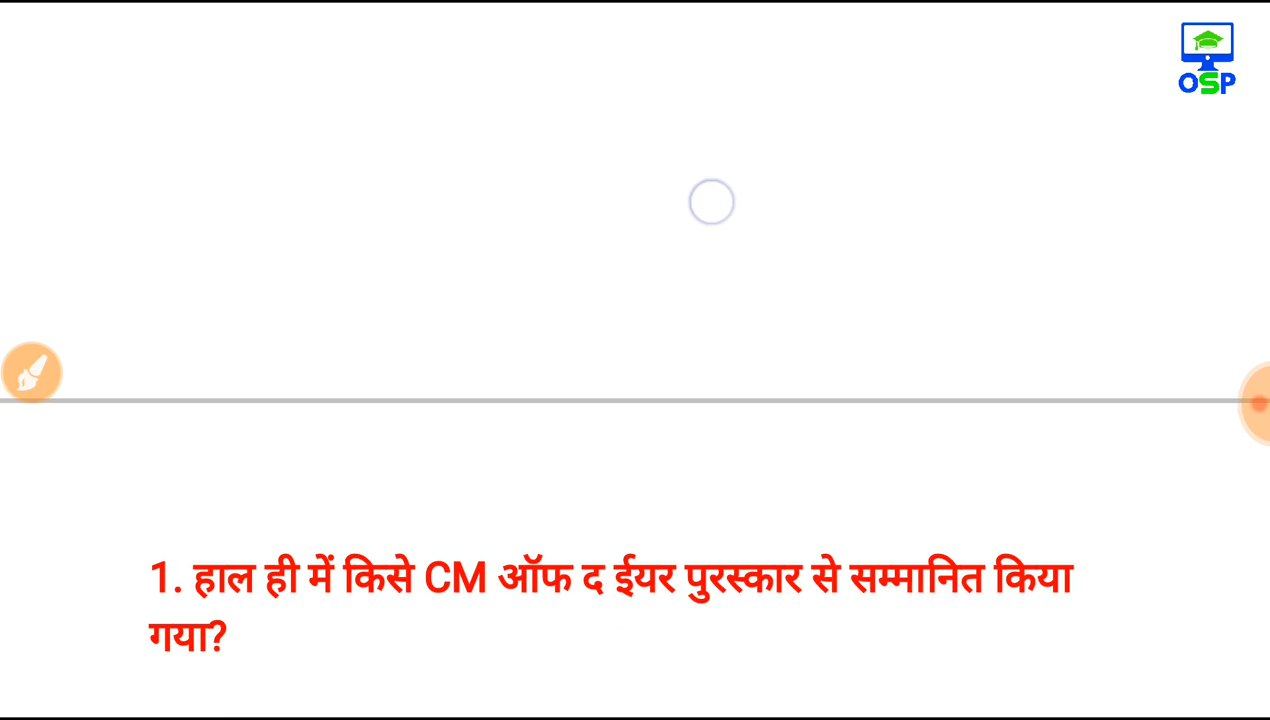 OSP
1. हाल ही में किसे CM ऑफ द ईयर पुरस्कार से सम्मानित किया
गया?